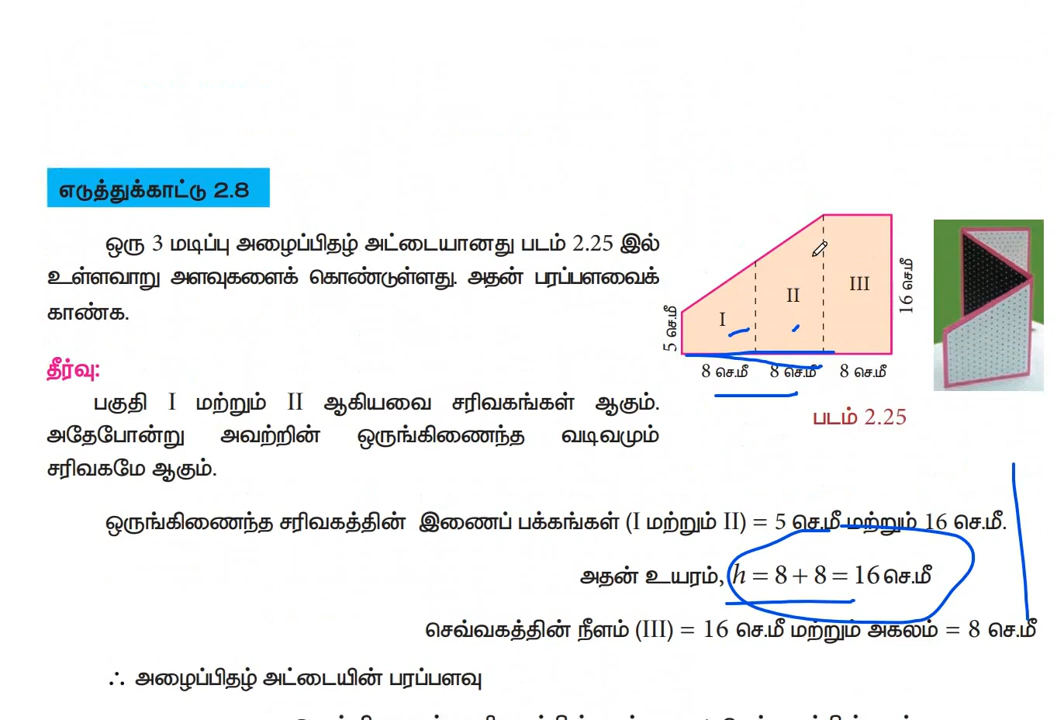 எடுத்துக்காட்டு 2.8
ஒரு 3 மடிப்பு அழைப்பிதழ் அட்டையானது படம் 2.25 இல்
உள்ளவாறு அளவுகளைக் கொண்டுள்ளது. அதன் பரப்பளவைக்
காண்க.
I
II
III
5 செ.மீ
16 செ.மீ
8 செ.மீ 8 செ.மீ 8 செ.மீ
படம் 2.25
தீர்வு:
பகுதி I மற்றும் II ஆகியவை சரிவகங்கள் ஆகும்.
அதேபோன்று அவற்றின் ஒருங்கிணைந்த வடிவமும்
சரிவகமே ஆகும்.
ஒருங்கிணைந்த சரிவகத்தின் இணைப் பக்கங்கள் (I மற்றும் II) = 5 செ.மீ மற்றும் 16 செ.மீ.
அதன் உயரம், h = 8 + 8 = 16 செ.மீ
செவ்வகத்தின் நீளம் (III) = 16 செ.மீ மற்றும் அகலம் = 8 செ.மீ
∴ அழைப்பிதழ் அட்டையின் பரப்பளவு